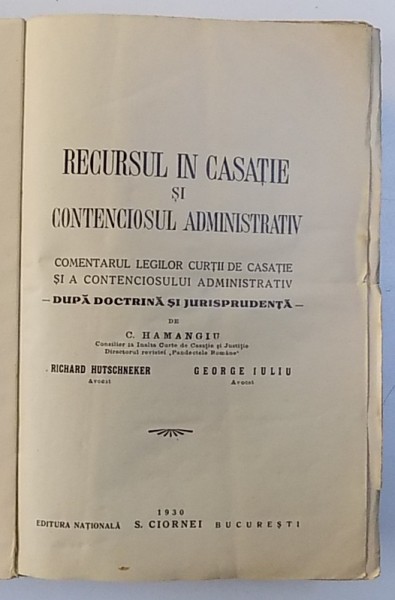 RECURSUL IN CASAȚIE
ȘI
CONTENCIOSUL ADMINISTRATIV
COMENTARUL LEGILOR CURȚII DE CASAȚIE
ȘI A CONTENCIOSULUI ADMINISTRATIV
— DUPĂ DOCTRINĂ ȘI JURISPRUDENȚĂ —
DE
C. HAMANGIU
Consilier la Inalta Curte de Casație și Justiție
Directorul revistei „Pandectele Române"
RICHARD HUTSCHNEKER GEORGE IULIU
Avocat Avocat
1930
EDITURA NAȚIONALĂ S. CIORNEI BUCUREȘTI